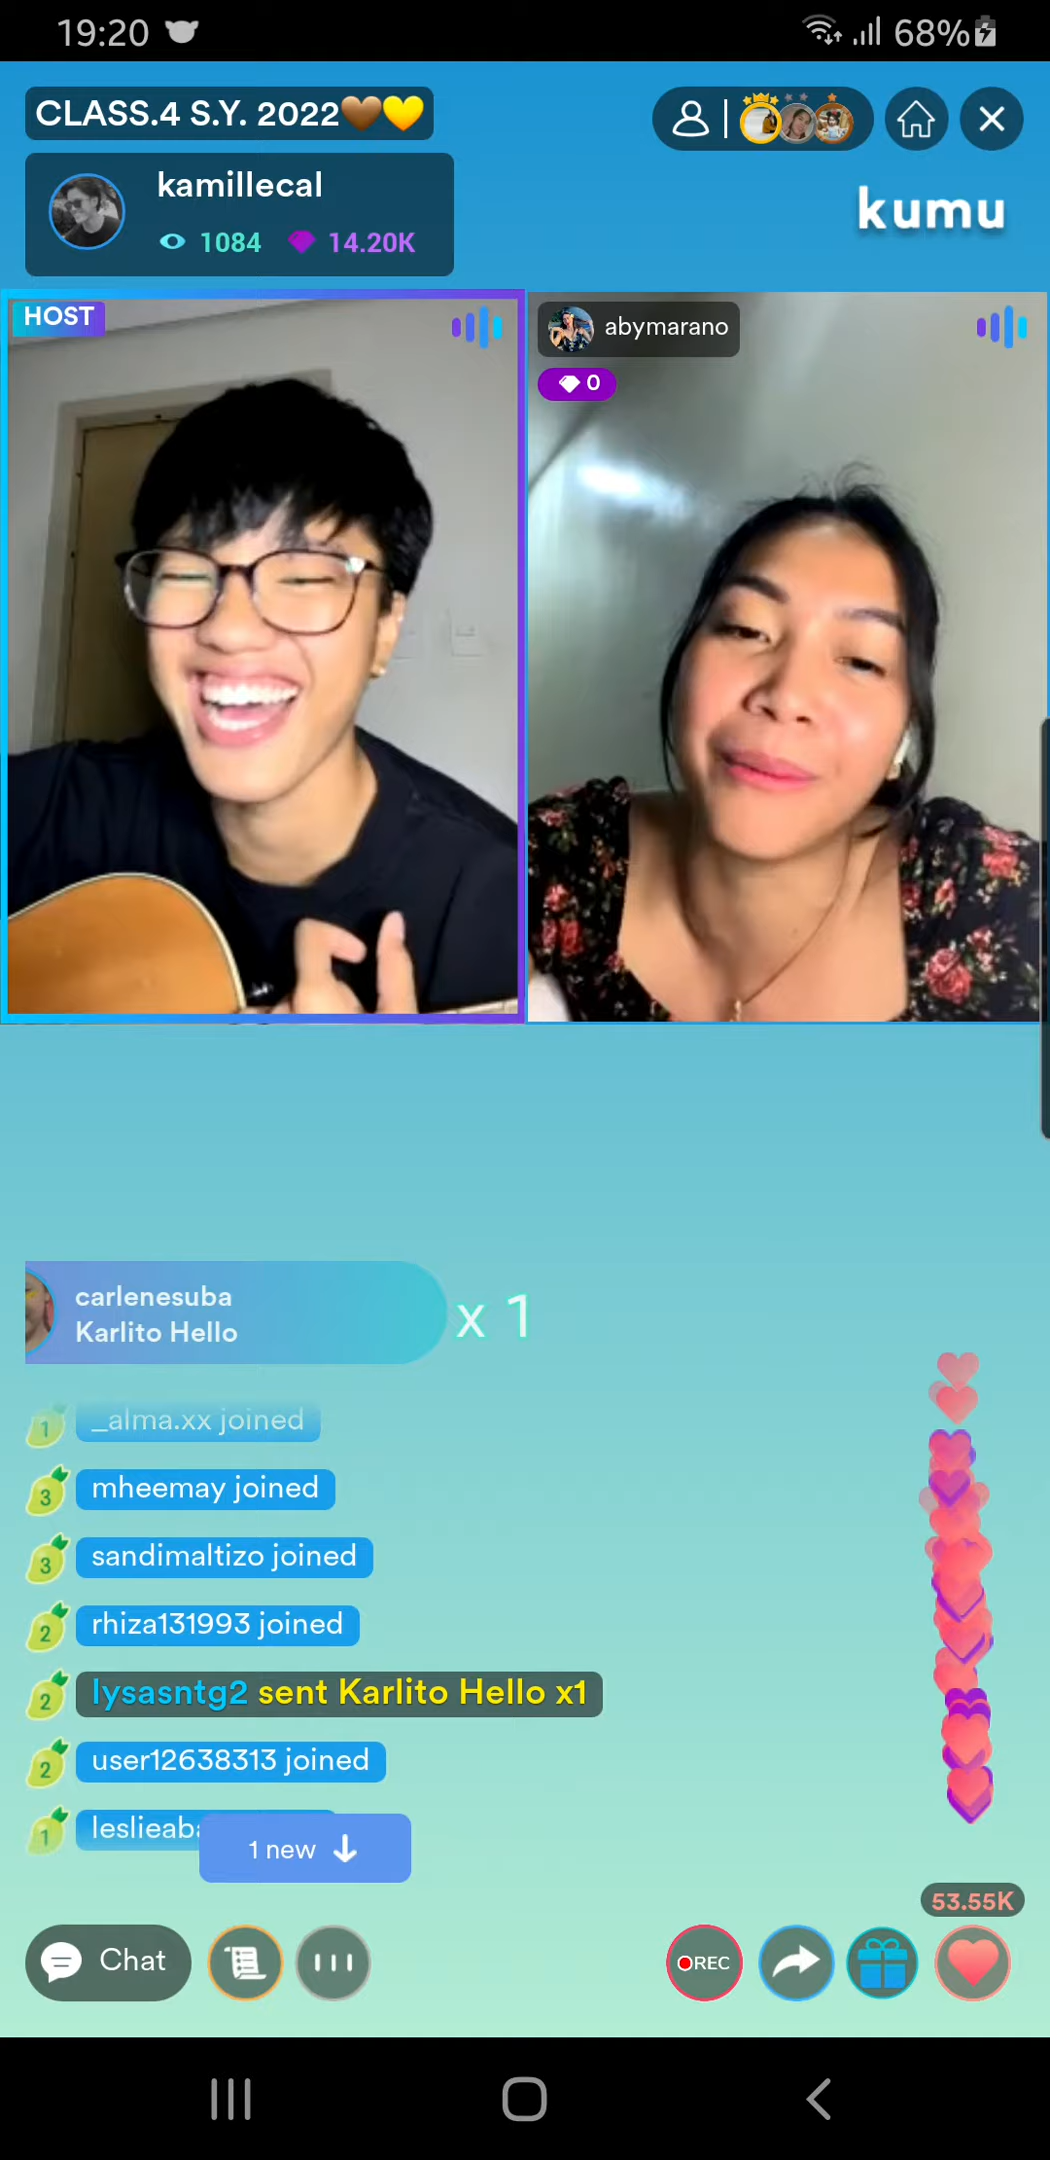 19:20
68%
CLASS.4 S.Y. 2022🤎💛
kamillecal
1084 14.20K
kumu
HOST
abymarano
0
carlenesuba
Karlito Hello
x 1
1 _alma.xx joined
3 mheemay joined
3 sandimaltizo joined
2 rhiza131993 joined
2 lysasntg2 sent Karlito Hello x1
2 user12638313 joined
1
1 new
53.55K
Chat
REC